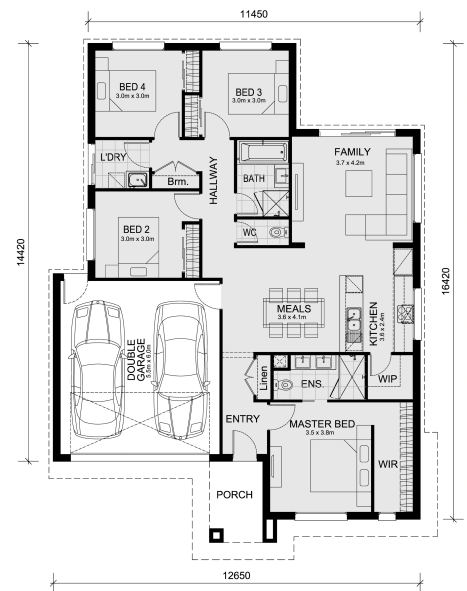 11450
BED 4
3.0m x 3.0m
BED 3
3.0m x 3.0m
L'DRY
Brm.
HALLWAY
BATH
FAMILY
3.7 x 4.2m
WC
BED 2
3.0m x 3.0m
14420
16420
MEALS
3.6 x 4.1m
KITCHEN
3.6 x 2.4m
DOUBLE
GARAGE
5.5m x 6.0m
Linen
ENS.
WIP
ENTRY
MASTER BED
3.5 x 3.8m
WIR
PORCH
12650